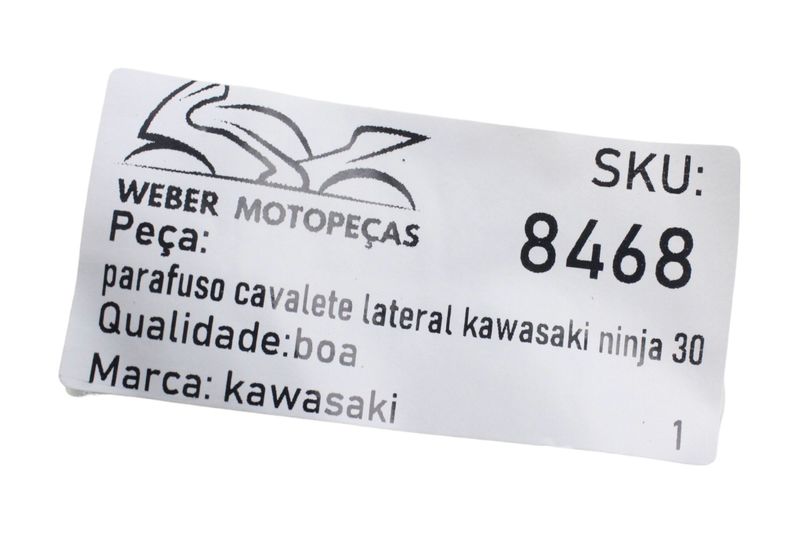 WEBER MOTOPEÇAS
SKU:
8468
Peça:
parafuso cavalete lateral kawasaki ninja 30
Qualidade:boa
Marca: kawasaki
1